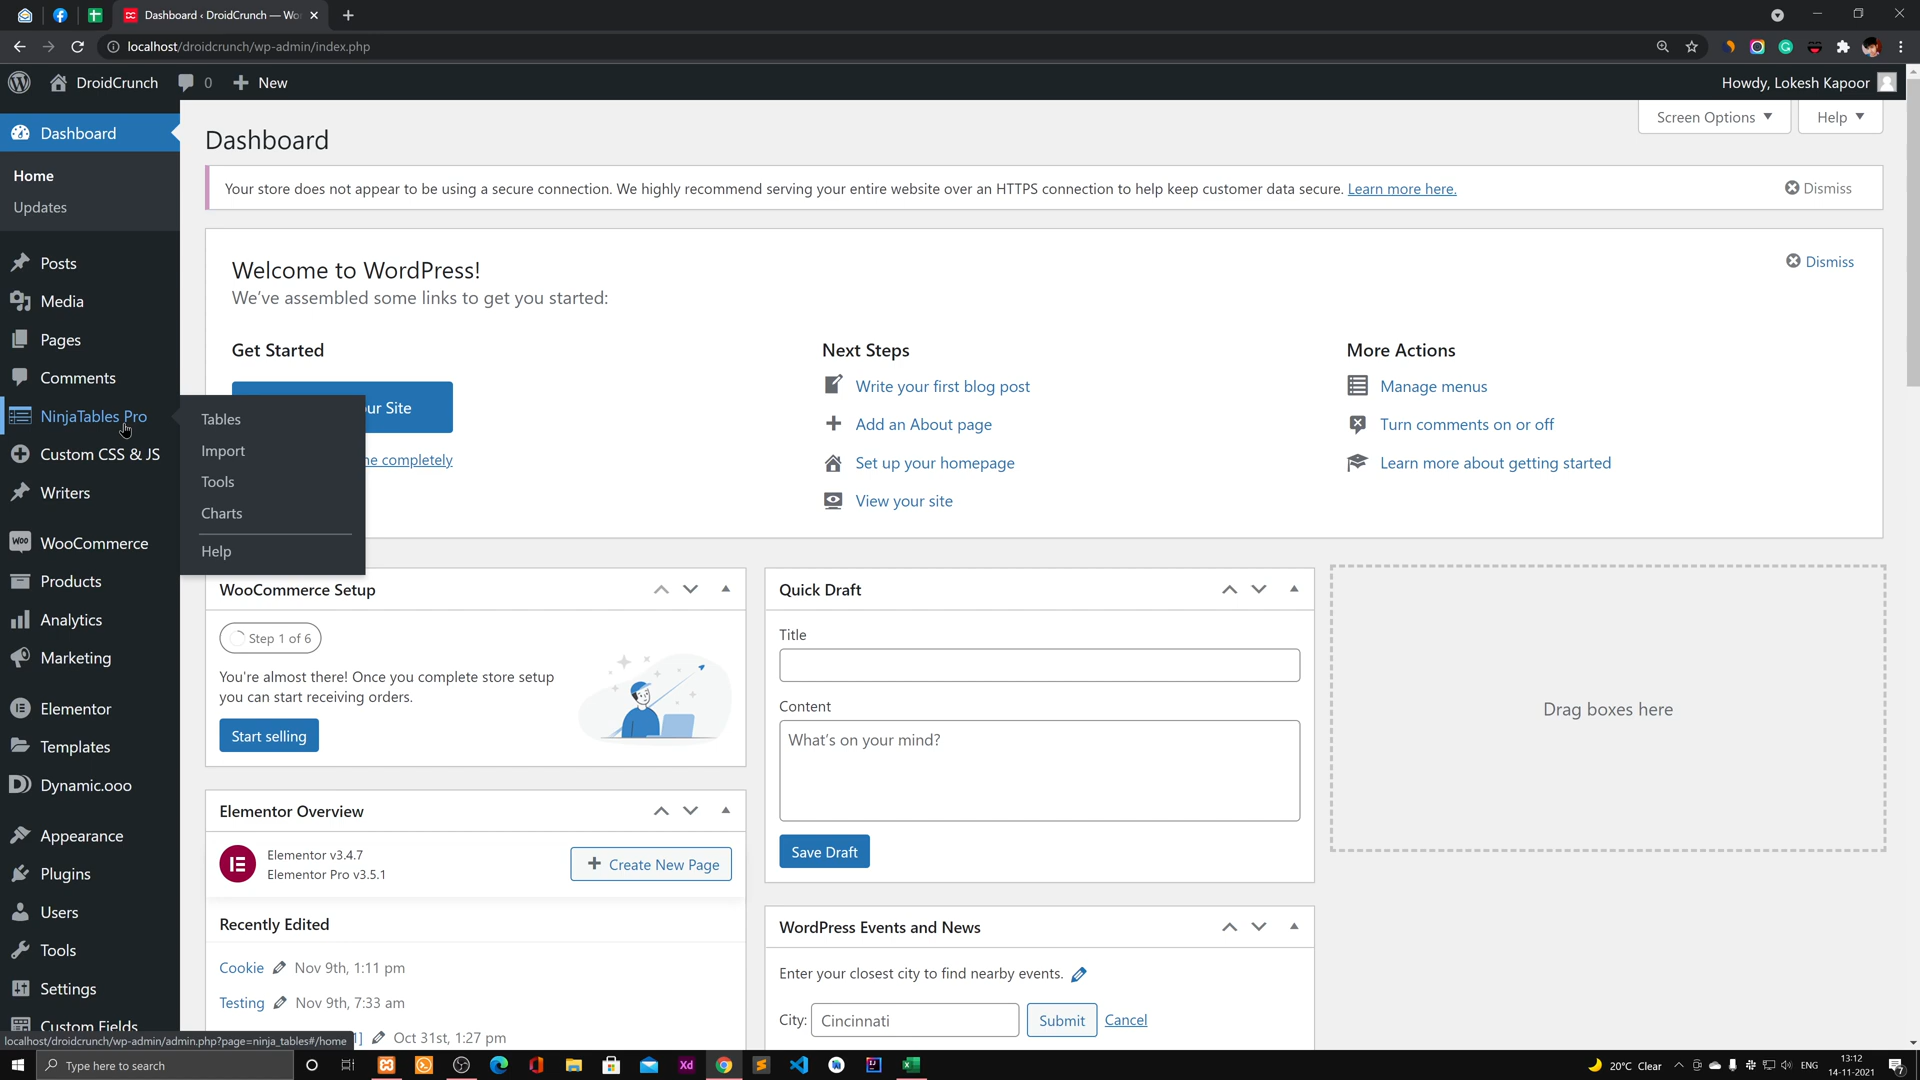 Dashboard ‹ DroidCrunch — Wo
localhost/droidcrunch/wp-admin/index.php
DroidCrunch
0
New
Howdy, Lokesh Kapoor
Screen Options
Help
Dashboard
Home
Updates
Posts
Media
Pages
Comments
NinjaTables Pro
Custom CSS & JS
Writers
WooCommerce
Products
Analytics
Marketing
Elementor
Templates
Dynamic.ooo
Appearance
Plugins
Users
Tools
Settings
Custom Fields
Tables
Import
Tools
Charts
Help
Dashboard
Your store does not appear to be using a secure connection. We highly recommend serving your entire website over an HTTPS connection to help keep customer data secure. Learn more here.
Dismiss
Welcome to WordPress!
We've assembled some links to get you started:
Dismiss
Get Started
ur Site
completely
Next Steps
Write your first blog post
Add an About page
Set up your homepage
View your site
More Actions
Manage menus
Turn comments on or off
Learn more about getting started
WooCommerce Setup
Step 1 of 6
You're almost there! Once you complete store setup
you can start receiving orders.
Start selling
Elementor Overview
Elementor v3.4.7
Elementor Pro v3.5.1
Create New Page
Recently Edited
Cookie Nov 9th, 1:11 pm
Testing Nov 9th, 7:33 am
Oct 31st, 1:27 pm
Quick Draft
Title
Content
What's on your mind?
Save Draft
WordPress Events and News
Enter your closest city to find nearby events.
City: Cincinnati Submit Cancel
Drag boxes here
localhost/droidcrunch/wp-admin/admin.php?page=ninja_tables#/home
Type here to search
Xd
20°C Clear
ENG
13:12
14-11-2021